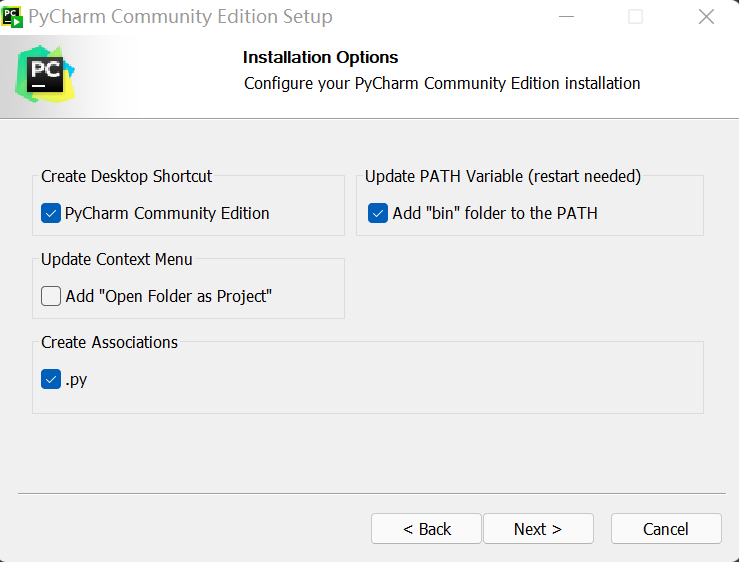 PyCharm Community Edition Setup
PC
Installation Options
Configure your PyCharm Community Edition installation
Create Desktop Shortcut
PyCharm Community Edition
Update PATH Variable (restart needed)
Add "bin" folder to the PATH
Update Context Menu
Add "Open Folder as Project"
Create Associations
.py
< Back
Next >
Cancel